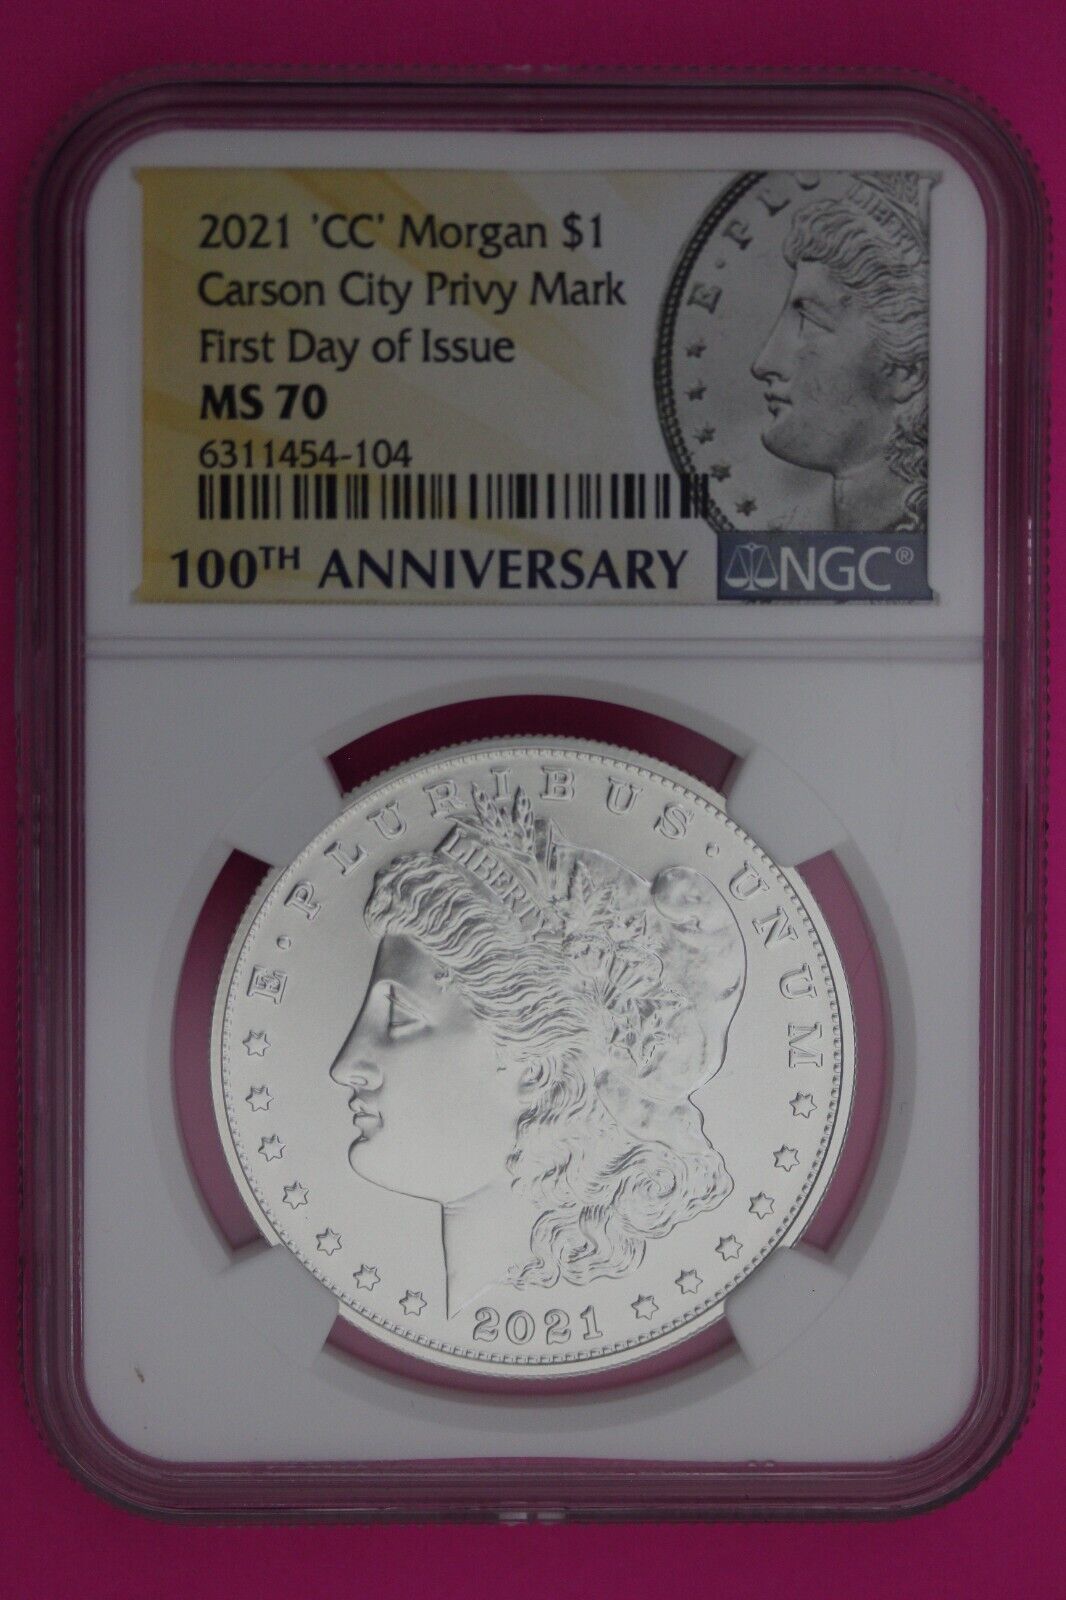 2021 'CC' Morgan $1
Carson City Privy Mark
First Day of Issue
MS 70
6311454-104
100TH ANNIVERSARY
NGC®
E · F
LIBER
E · PLURIBUS · UNUM
LIBERTY
2021